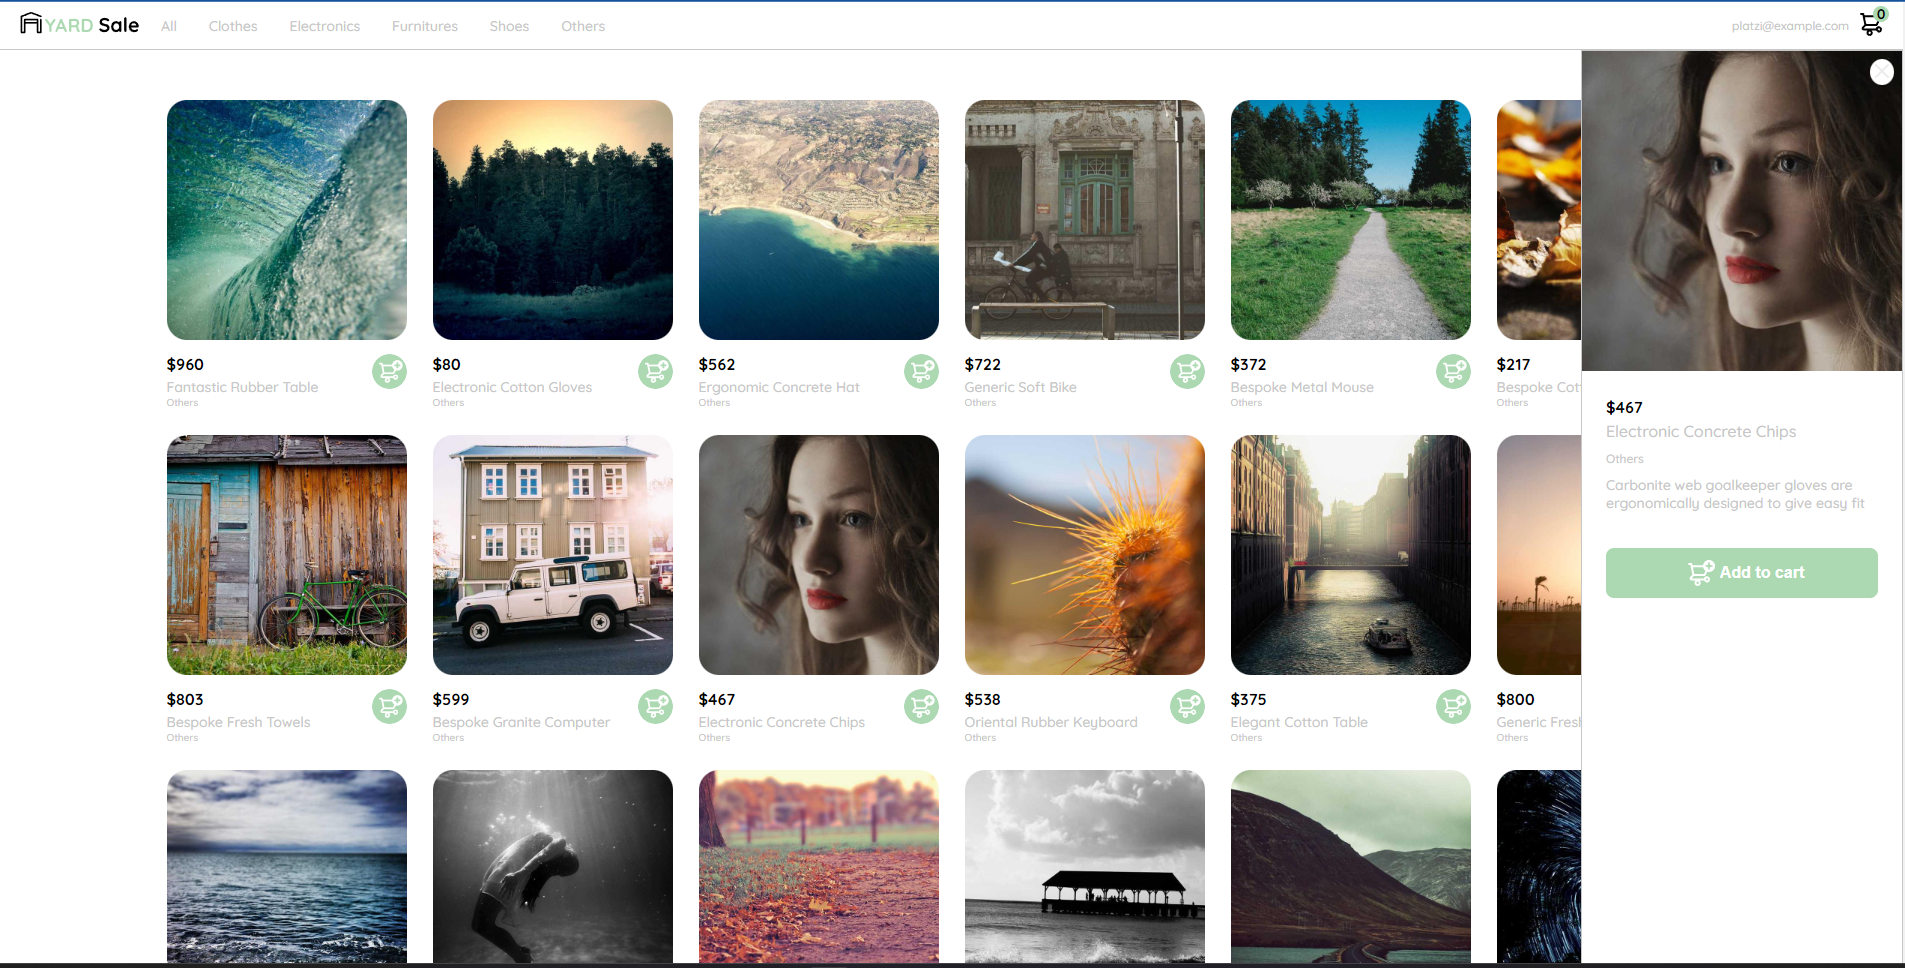 YARD Sale
All
Clothes
Electronics
Furnitures
Shoes
Others
platzi@example.com
0
$960
Fantastic Rubber Table
Others
$80
Electronic Cotton Gloves
Others
$562
Ergonomic Concrete Hat
Others
$722
Generic Soft Bike
Others
$372
Bespoke Metal Mouse
Others
$217
Bespoke Cot
Others
$803
Bespoke Fresh Towels
Others
$599
Bespoke Granite Computer
Others
$467
Electronic Concrete Chips
Others
$538
Oriental Rubber Keyboard
Others
$375
Elegant Cotton Table
Others
$800
Generic Fresh
Others
$467
Electronic Concrete Chips
Others
Carbonite web goalkeeper gloves are
ergonomically designed to give easy fit
Add to cart